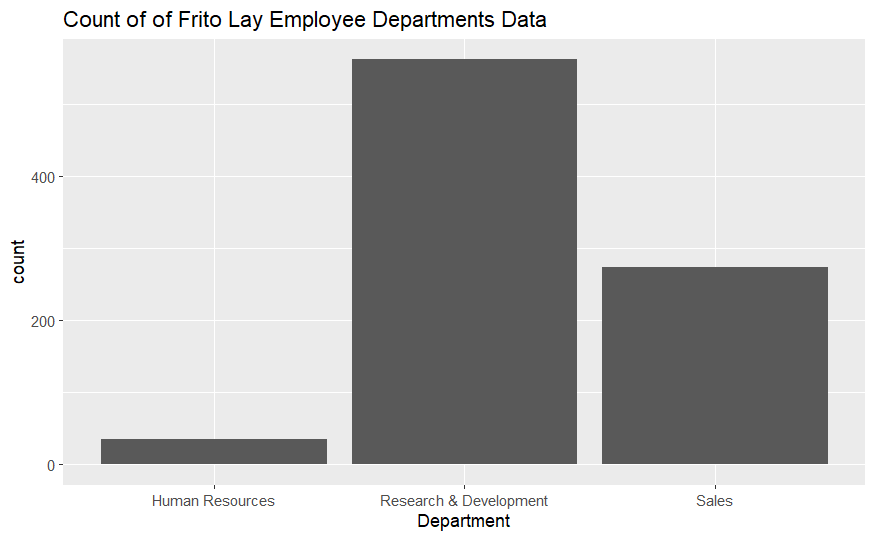 Count of of Frito Lay Employee Departments Data
count
400
200
0
Human Resources Research & Development Sales
Department